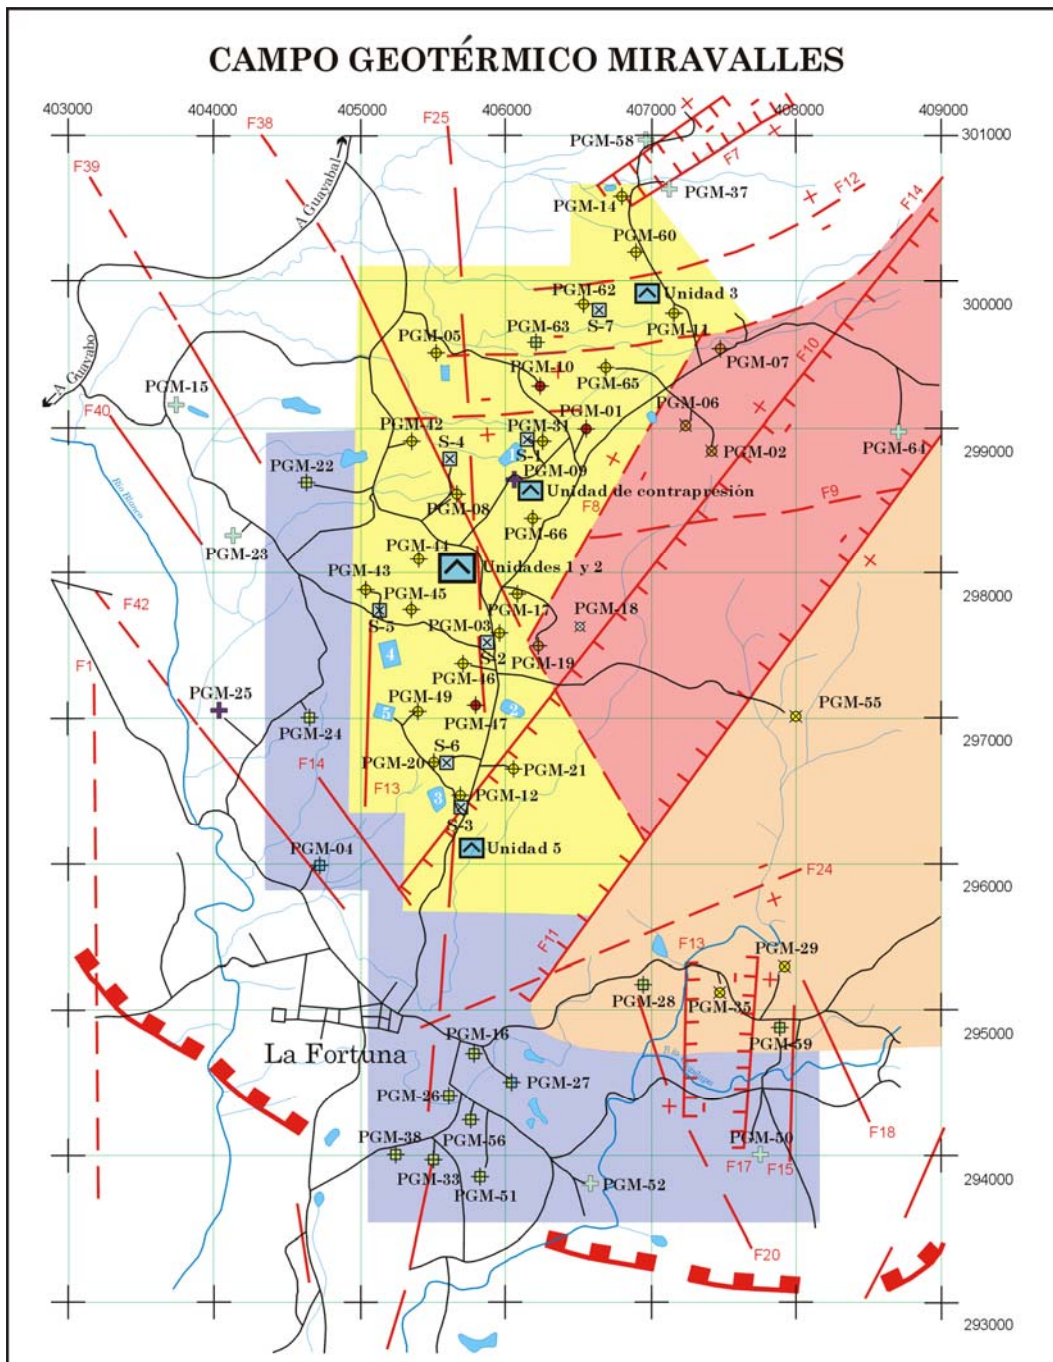 CAMPO GEOTÉRMICO MIRAVALLES
403000
404000
405000
406000
407000
408000
409000
301000
F38
F25
F39
A Guayabal
PGM-58
F7
PGM-37
F12
F14
PGM-14
PGM-60
300000
PGM-62
Unidad 3
S-7
PGM-11
PGM-63
PGM-05
PGM-07
F10
A Guayabo
PGM-15
PGM-10
PGM-65
PGM-06
F40
PGM-01
PGM-42
PGM-31
S-4
S-1
1
299000
PGM-02
PGM-64
PGM-22
PGM-09
Unidad de contrapresión
F9
Río Blanco
PGM-08
F8
PGM-66
PGM-23
PGM-44
Unidades 1 y 2
PGM-43
298000
PGM-45
PGM-17
PGM-18
F42
S-5
PGM-03
S-2
PGM-19
4
PGM-46
F1
PGM-25
PGM-49
PGM-55
5
PGM-47
2
PGM-24
297000
S-6
F14
PGM-20
PGM-21
F13
PGM-12
3
S-3
PGM-04
Unidad 5
F24
296000
F11
F13
PGM-29
PGM-28
PGM-35
295000
PGM-16
PGM-59
La Fortuna
PGM-26
PGM-27
PGM-56
F18
PGM-38
PGM-50
PGM-33
F17
F15
294000
PGM-51
PGM-52
F20
293000